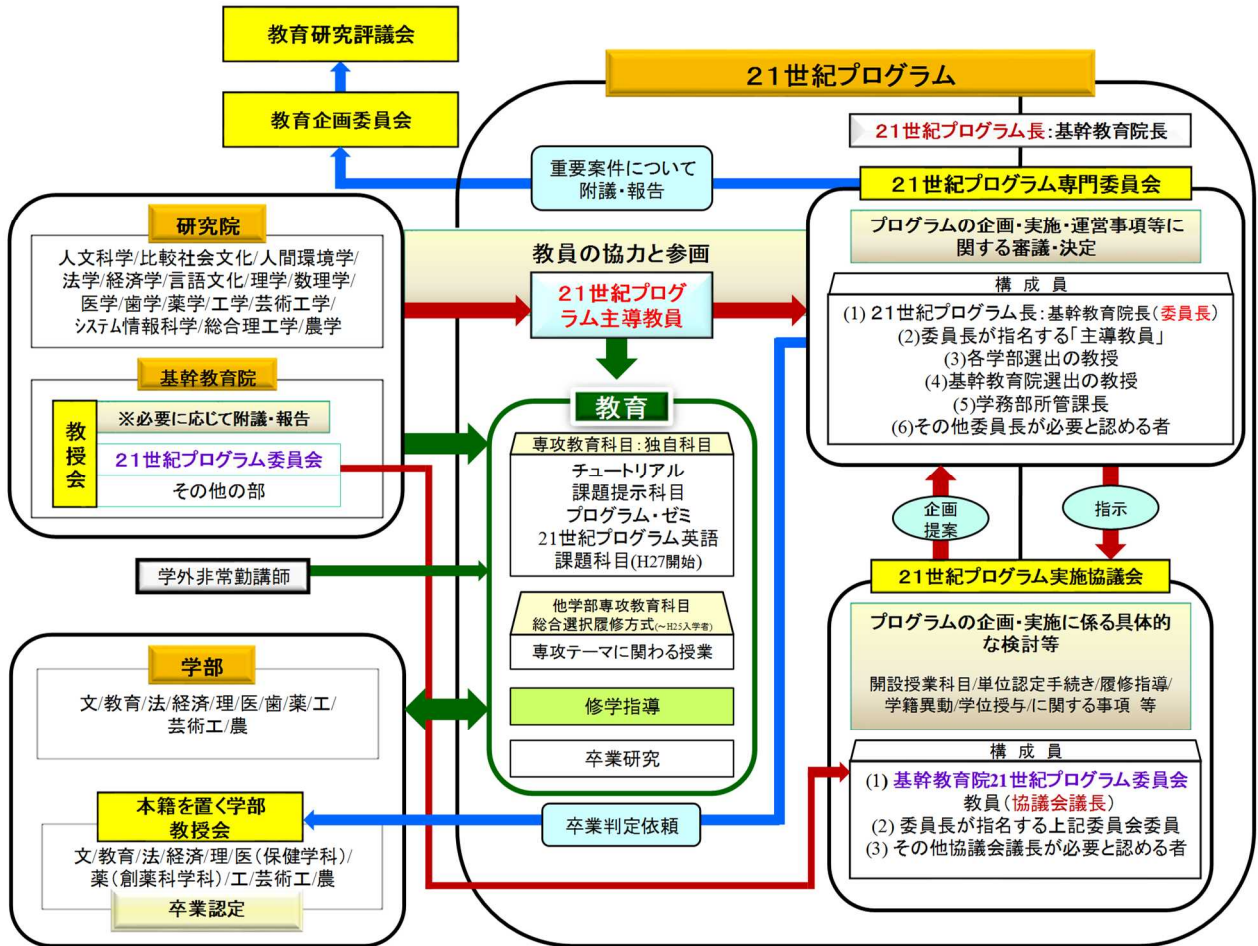 教育研究評議会
教育企画委員会
21世紀プログラム
21世紀プログラム長:基幹教育院長
重要案件について
附議・報告
21世紀プログラム専門委員会
プログラムの企画・実施・運営事項等に
関する審議・決定
構成員
(1) 21世紀プログラム長:基幹教育院長(委員長)
(2)委員長が指名する「主導教員」
(3)各学部選出の教授
(4)基幹教育院選出の教授
(5)学務部所管課長
(6)その他委員長が必要と認める者
研究院
人文科学/比較社会文化/人間環境学/
法学/経済学/言語文化/理学/数理学/
医学/歯学/薬学/工学/芸術工学/
システム情報科学/総合理工学/農学
教員の協力と参画
21世紀プログ
ラム主導教員
基幹教育院
教授会
※必要に応じて附議・報告
21世紀プログラム委員会
その他の部
教育
専攻教育科目:独自科目
チュートリアル
課題提示科目
プログラム・ゼミ
21世紀プログラム英語
課題科目(H27開始)
学外非常勤講師
他学部専攻教育科目
総合選択履修方式(~H25入学者)
専攻テーマに関わる授業
修学指導
卒業研究
企画
提案
指示
21世紀プログラム実施協議会
プログラムの企画・実施に係る具体的
な検討等
開設授業科目/単位認定手続き/履修指導/
学籍異動/学位授与/に関する事項 等
構成員
(1) 基幹教育院21世紀プログラム委員会
教員(協議会議長)
(2) 委員長が指名する上記委員会委員
(3) その他協議会議長が必要と認める者
学部
文/教育/法/経済/理/医/歯/薬/工/
芸術工/農
本籍を置く学部
教授会
文/教育/法/経済/理/医(保健学科)/
薬(創薬科学科)/工/芸術工/農
卒業認定
卒業判定依頼